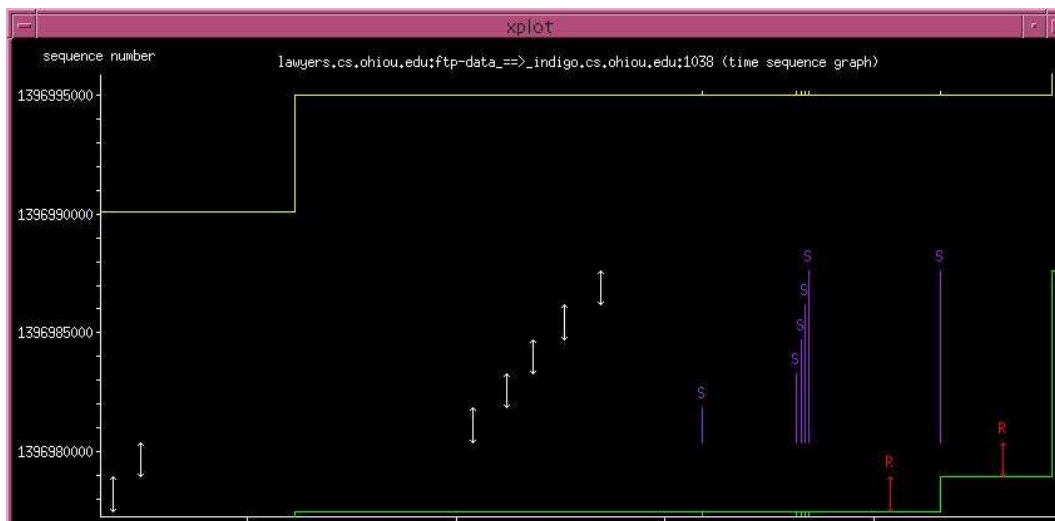 xplot
sequence number
lawyers.cs.ohiou.edu:ftp-data_==>_indigo.cs.ohiou.edu:1038 (time sequence graph)
1396995000
1396990000
S
S
S
1396985000
S
S
S
R
1396980000
R